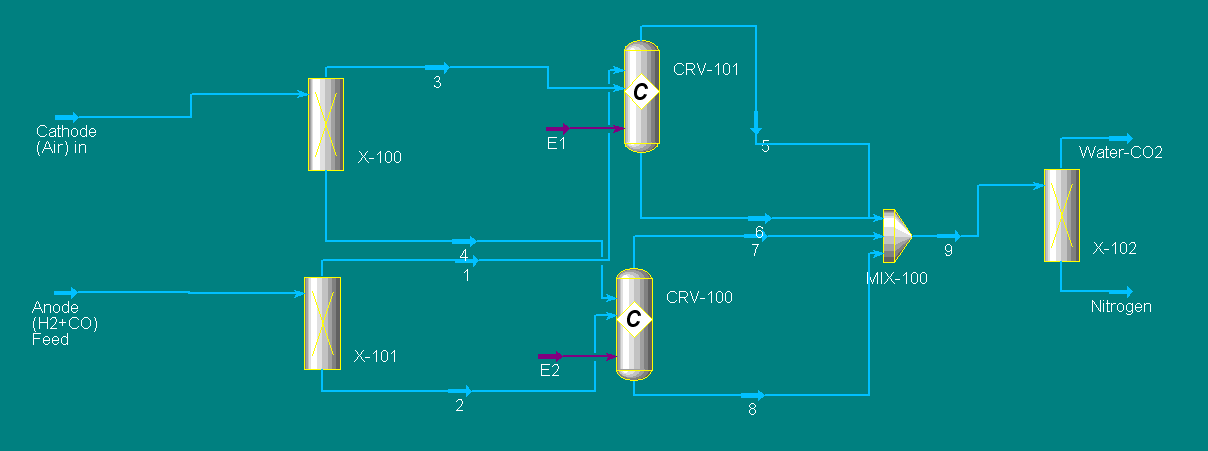 Cathode
(Air) in
3
X-100
CRV-101
C
E1
5
Water-CO2
4
1
6
7
9
X-102
MIX-100
Anode
(H2+CO)
Feed
X-101
CRV-100
C
E2
2
8
Nitrogen